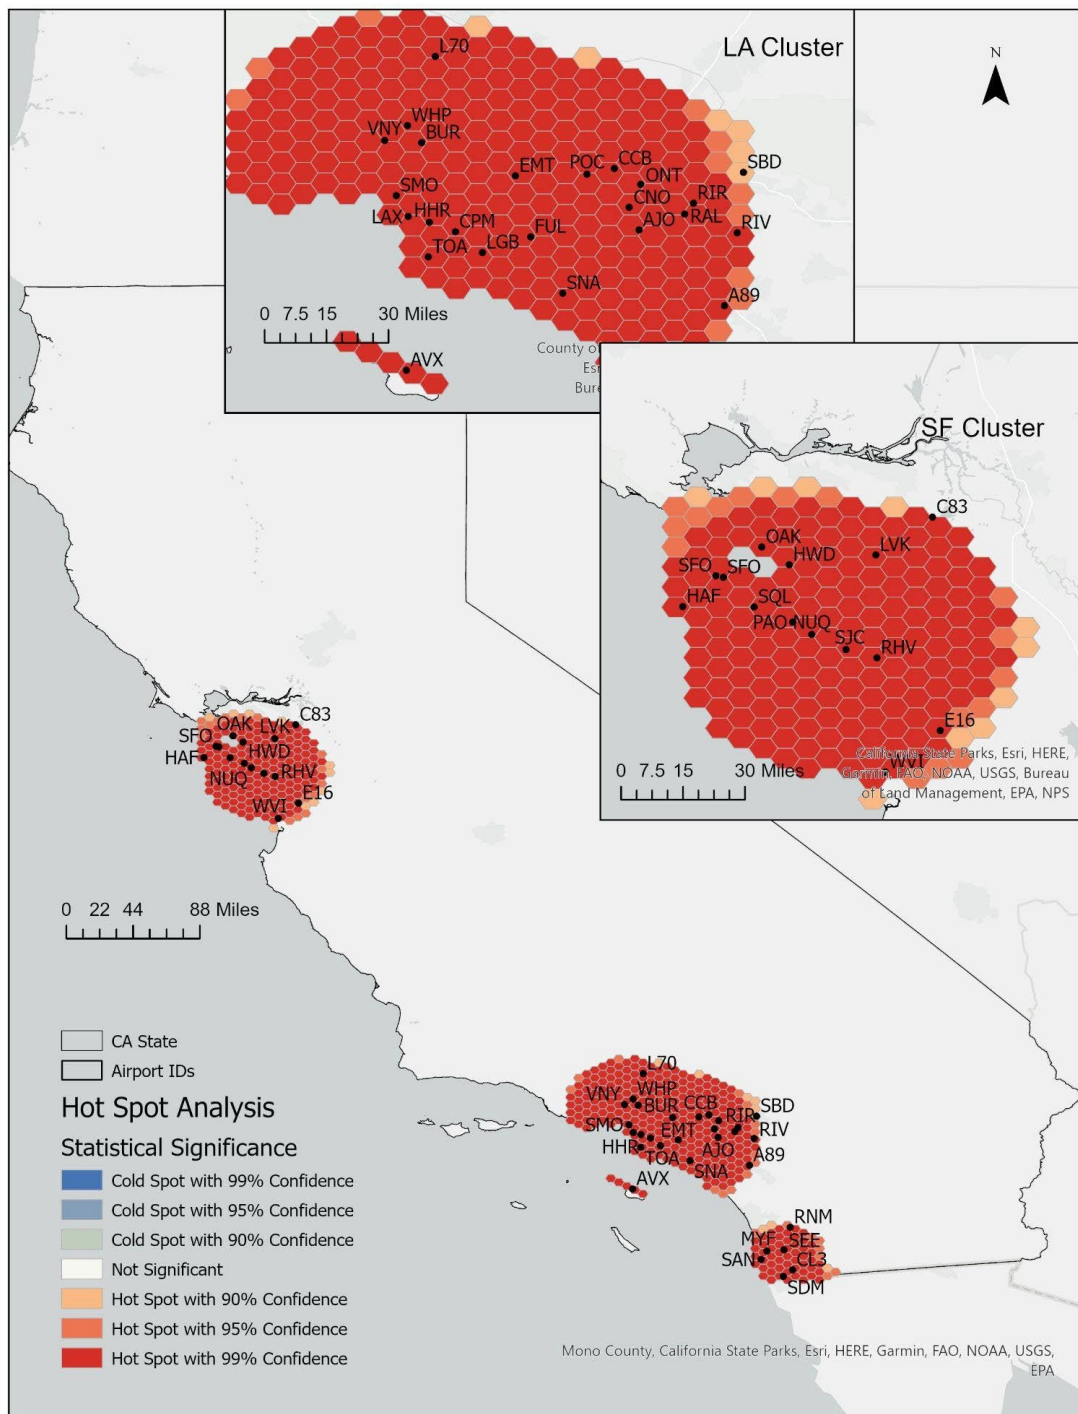 LA Cluster
N
L70
WHP
VNY
BUR
EMT
POC
CCB
SBD
ONT
SMO
CNO
RIR
LAX
HHR
RAL
CPM
FUL
AJO
RIV
TOA
LGB
SNA
A89
0 7.5 15 30 Miles
County of
Esri
Bure
AVX
SF Cluster
C83
OAK
HWD
LVK
SFO
SFO
HAF
SQL
PAO
NUQ
SJC
RHV
E16
WVI
0 7.5 15 30 Miles
California State Parks, Esri, HERE,
Garmin, FAO, NOAA, USGS, Bureau
of Land Management, EPA, NPS
C83
OAK
LVK
SFO
HAF
HWD
NUQ
RHV
E16
WVI
0 22 44 88 Miles
L70
WHP
VNY
BUR
CCB
SBD
SMO
EMT
RIR
RIV
HHR
TOA
AJO
SNA
A89
AVX
RNM
MYF
SEE
SAN
CL3
SDM
CA State
Airport IDs
Hot Spot Analysis
Statistical Significance
Cold Spot with 99% Confidence
Cold Spot with 95% Confidence
Cold Spot with 90% Confidence
Not Significant
Hot Spot with 90% Confidence
Hot Spot with 95% Confidence
Hot Spot with 99% Confidence
Mono County, California State Parks, Esri, HERE, Garmin, FAO, NOAA, USGS,
EPA